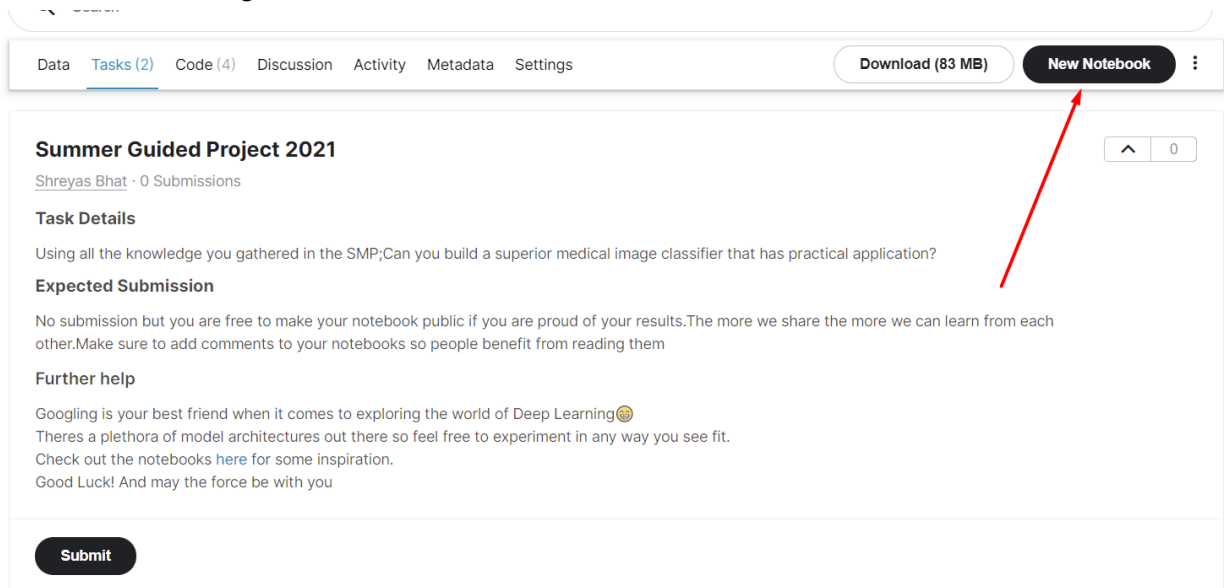 Data Tasks (2) Code (4) Discussion Activity Metadata Settings Download (83 MB) New Notebook
Summer Guided Project 2021
0
Shreyas Bhat · 0 Submissions
Task Details
Using all the knowledge you gathered in the SMP;Can you build a superior medical image classifier that has practical application?
Expected Submission
No submission but you are free to make your notebook public if you are proud of your results.The more we share the more we can learn from each
other.Make sure to add comments to your notebooks so people benefit from reading them
Further help
Googling is your best friend when it comes to exploring the world of Deep Learning😁
Theres a plethora of model architectures out there so feel free to experiment in any way you see fit.
Check out the notebooks here for some inspiration.
Good Luck! And may the force be with you
Submit